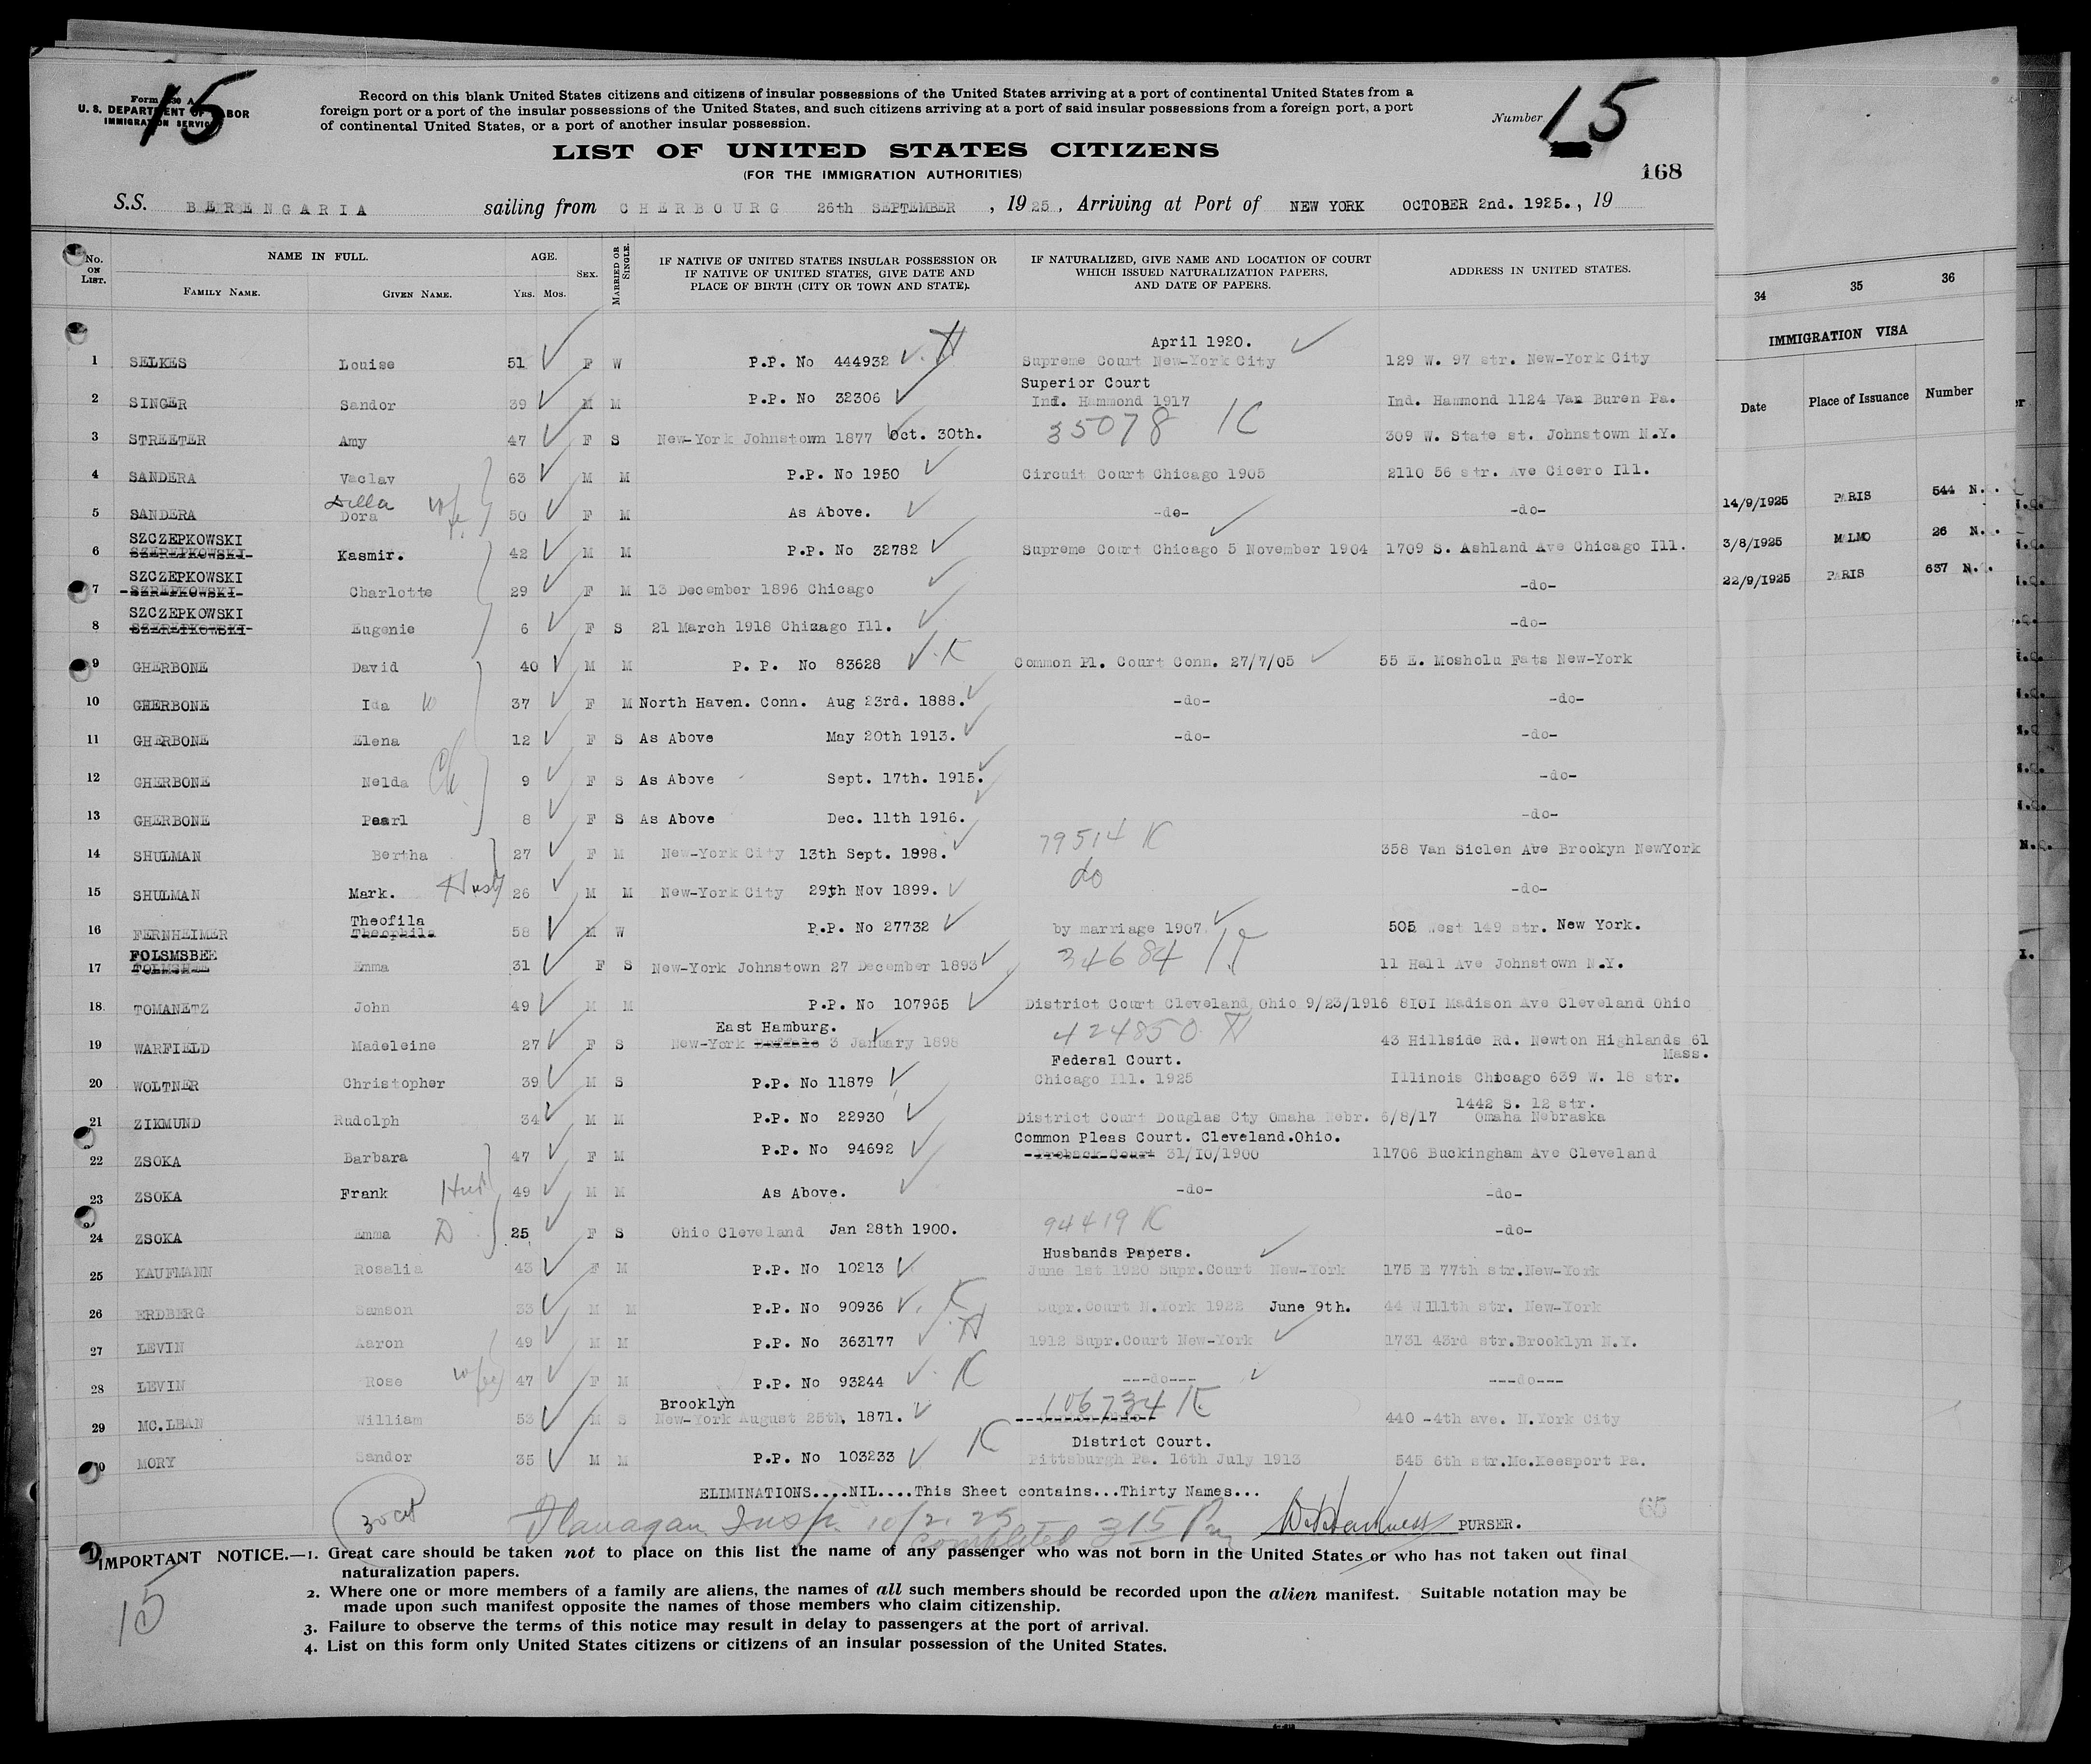 15
Form 630 A
U. S. DEPARTMENT OF LABOR
IMMIGRATION SERVICE
Record on this blank United States citizens and citizens of insular possessions of the United States arriving at a port of continental United States from a
foreign port or a port of the insular possessions of the United States, and such citizens arriving at a port of said insular possessions from a foreign port, a port
of continental United States, or a port of another insular possession.
Number 15
LIST OF UNITED STATES CITIZENS
(FOR THE IMMIGRATION AUTHORITIES)
168
S.S. BERENGARIA sailing from CHERBOURG 26th SEPTEMBER , 1925 , Arriving at Port of NEW YORK OCTOBER 2nd. 1925. , 19
No. ON LIST. NAME IN FULL. AGE. SEX. MARRIED OR SINGLE. IF NATIVE OF UNITED STATES INSULAR POSSESSION OR IF NATIVE OF UNITED STATES, GIVE DATE AND PLACE OF BIRTH (CITY OR TOWN AND STATE). IF NATURALIZED, GIVE NAME AND LOCATION OF COURT WHICH ISSUED NATURALIZATION PAPERS, AND DATE OF PAPERS. ADDRESS IN UNITED STATES.
FAMILY NAME. GIVEN NAME. YRS. MOS.
April 1920.
1 SELKES Louise 51 F W P.P. No 444932 Supreme Court New-York City 129 W. 97 str. New-York City
Superior Court
2 SINGER Sandor 39 M M P.P. No 32306 Ind. Hammond 1917 Ind. Hammond 1124 Van Buren Pa.
3 STREETER Amy 47 F S New-York Johnstown 1877 Oct. 30th. 35078 K 309 W. State st. Johnstown N.Y.
4 SANDERA Vaclav 63 M M P.P. No 1950 Circuit Court Chicago 1905 2110 56 str. Ave Cicero Ill.
Della wife
5 SANDERA Dora 50 F M As Above. -do- -do-
SZCZEPKOWSKI
6 SZEREPKOWSKI Kasmir. 42 M M P.P. No 32782 Supreme Court Chicago 5 November 1904 1709 S. Ashland Ave Chicago Ill.
SZCZEPKOWSKI
7 SZREPKOWSKI Charlotte 29 F M 13 December 1896 Chicago -do-
SZCZEPKOWSKI
8 SZEREPKOWSKI Eugenie 6 F S 21 March 1918 Chicago Ill. -do-
9 GHERBONE David 40 M M P. P. No 83628 K Common Pl. Court Conn. 27/7/05 55 E. Mosholu Fats New-York
10 GHERBONE Ida W 37 F M North Haven. Conn. Aug 23rd. 1888. -do- -do-
11 GHERBONE Elena 12 F S As Above May 20th 1913. -do- -do-
12 GHERBONE Nelda Ch 9 F S As Above Sept. 17th. 1915. -do-
13 GHERBONE Pearl 8 F S As Above Dec. 11th 1916. -do-
14 SHULMAN Bertha 27 F M New-York City 13th Sept. 1898. 79514 K 358 Van Siclen Ave Brookyn NewYork
15 SHULMAN Mark. Husb 26 M M New-York City 29th Nov 1899. do -do-
Theofila
16 FERNHEIMER Theophila 58 M W P.P. No 27732 by marriage 1907 505 West 149 str. New York.
FOLSMSBEE
17 Emma 31 F S New-York Johnstown 27 December 1893 34684 11 Hall Ave Johnstown N.Y.
18. TOMANETZ John 49 M M P.P. No 107965 District Court Cleveland Ohio 9/23/1916 8101 Madison Ave Cleveland Ohio
East Hamburg.
19 WARFIELD Madeleine 27 F S New-York Buffalo 3 January 1898 424850 43 Hillside Rd. Newton Highlands 61
Mass.
Federal Court.
20 WOLTNER Christopher 39 M S P.P. No 11879 Chicago Ill. 1925 Illinois Chicago 639 W. 18 str.
1442 S. 12 str.
21 ZIKMUND Rudolph 34 M M P.P. No 22930 District Court Douglas Cty Omaha Nebr. 6/8/17 Omaha Nebraska
Common Pleas Court. Cleveland.Ohio.
22 ZSOKA Barbara 47 F M P.P. No 94692 31/10/1900 11706 Buckingham Ave Cleveland
23 ZSOKA Frank Hus 49 M M As Above. -do- -do-
24 ZSOKA Emma D 25 F S Ohio Cleveland Jan 28th 1900. 94419 K -do-
Husbands Papers.
25 KAUFMANN Rosalia 43 F M P.P. No 10213 June 1st 1920 Supr.Court New-York 175 E 77th str.New-York
26 ERDBERG Samson 33 M M P.P. No 90936 K Supr.Court N.York 1922 June 9th. 44 W 111th str. New-York
27 LEVIN Aaron 49 M M P.P. No 363177 1912 Supr.Court New-York 1731 43rd str.Brooklyn N.Y.
28 LEVIN Rose wife 47 F M P.P. No 93244 K ---do--- ---do---
Brooklyn
29 MC.LEAN William 53 M S New-York August 25th, 1871. 106734 K 440 -4th ave. N.York City
K District Court.
30 MORY Sandor 35 M M P.P. No 103233 Pittsburgh Pa. 16th July 1913 545 6th str.Mc.Keesport Pa.
ELIMINATIONS....NIL....This Sheet contains...Thirty Names...
30 cit Flanagan Insp. 10/2. 25 Completed 315 Pm PURSER.
65
IMPORTANT NOTICE.—1. Great care should be taken not to place on this list the name of any passenger who was not born in the United States or who has not taken out final
naturalization papers.
2. Where one or more members of a family are aliens, the names of all such members should be recorded upon the alien manifest. Suitable notation may be
made upon such manifest opposite the names of those members who claim citizenship.
3. Failure to observe the terms of this notice may result in delay to passengers at the port of arrival.
4. List on this form only United States citizens or citizens of an insular possession of the United States.
15
34 35 36
IMMIGRATION VISA
Date Place of Issuance Number
14/9/1925 PARIS 544 N.
3/8/1925 MALMO 26 N.
22/9/1925 PARIS 637 N.